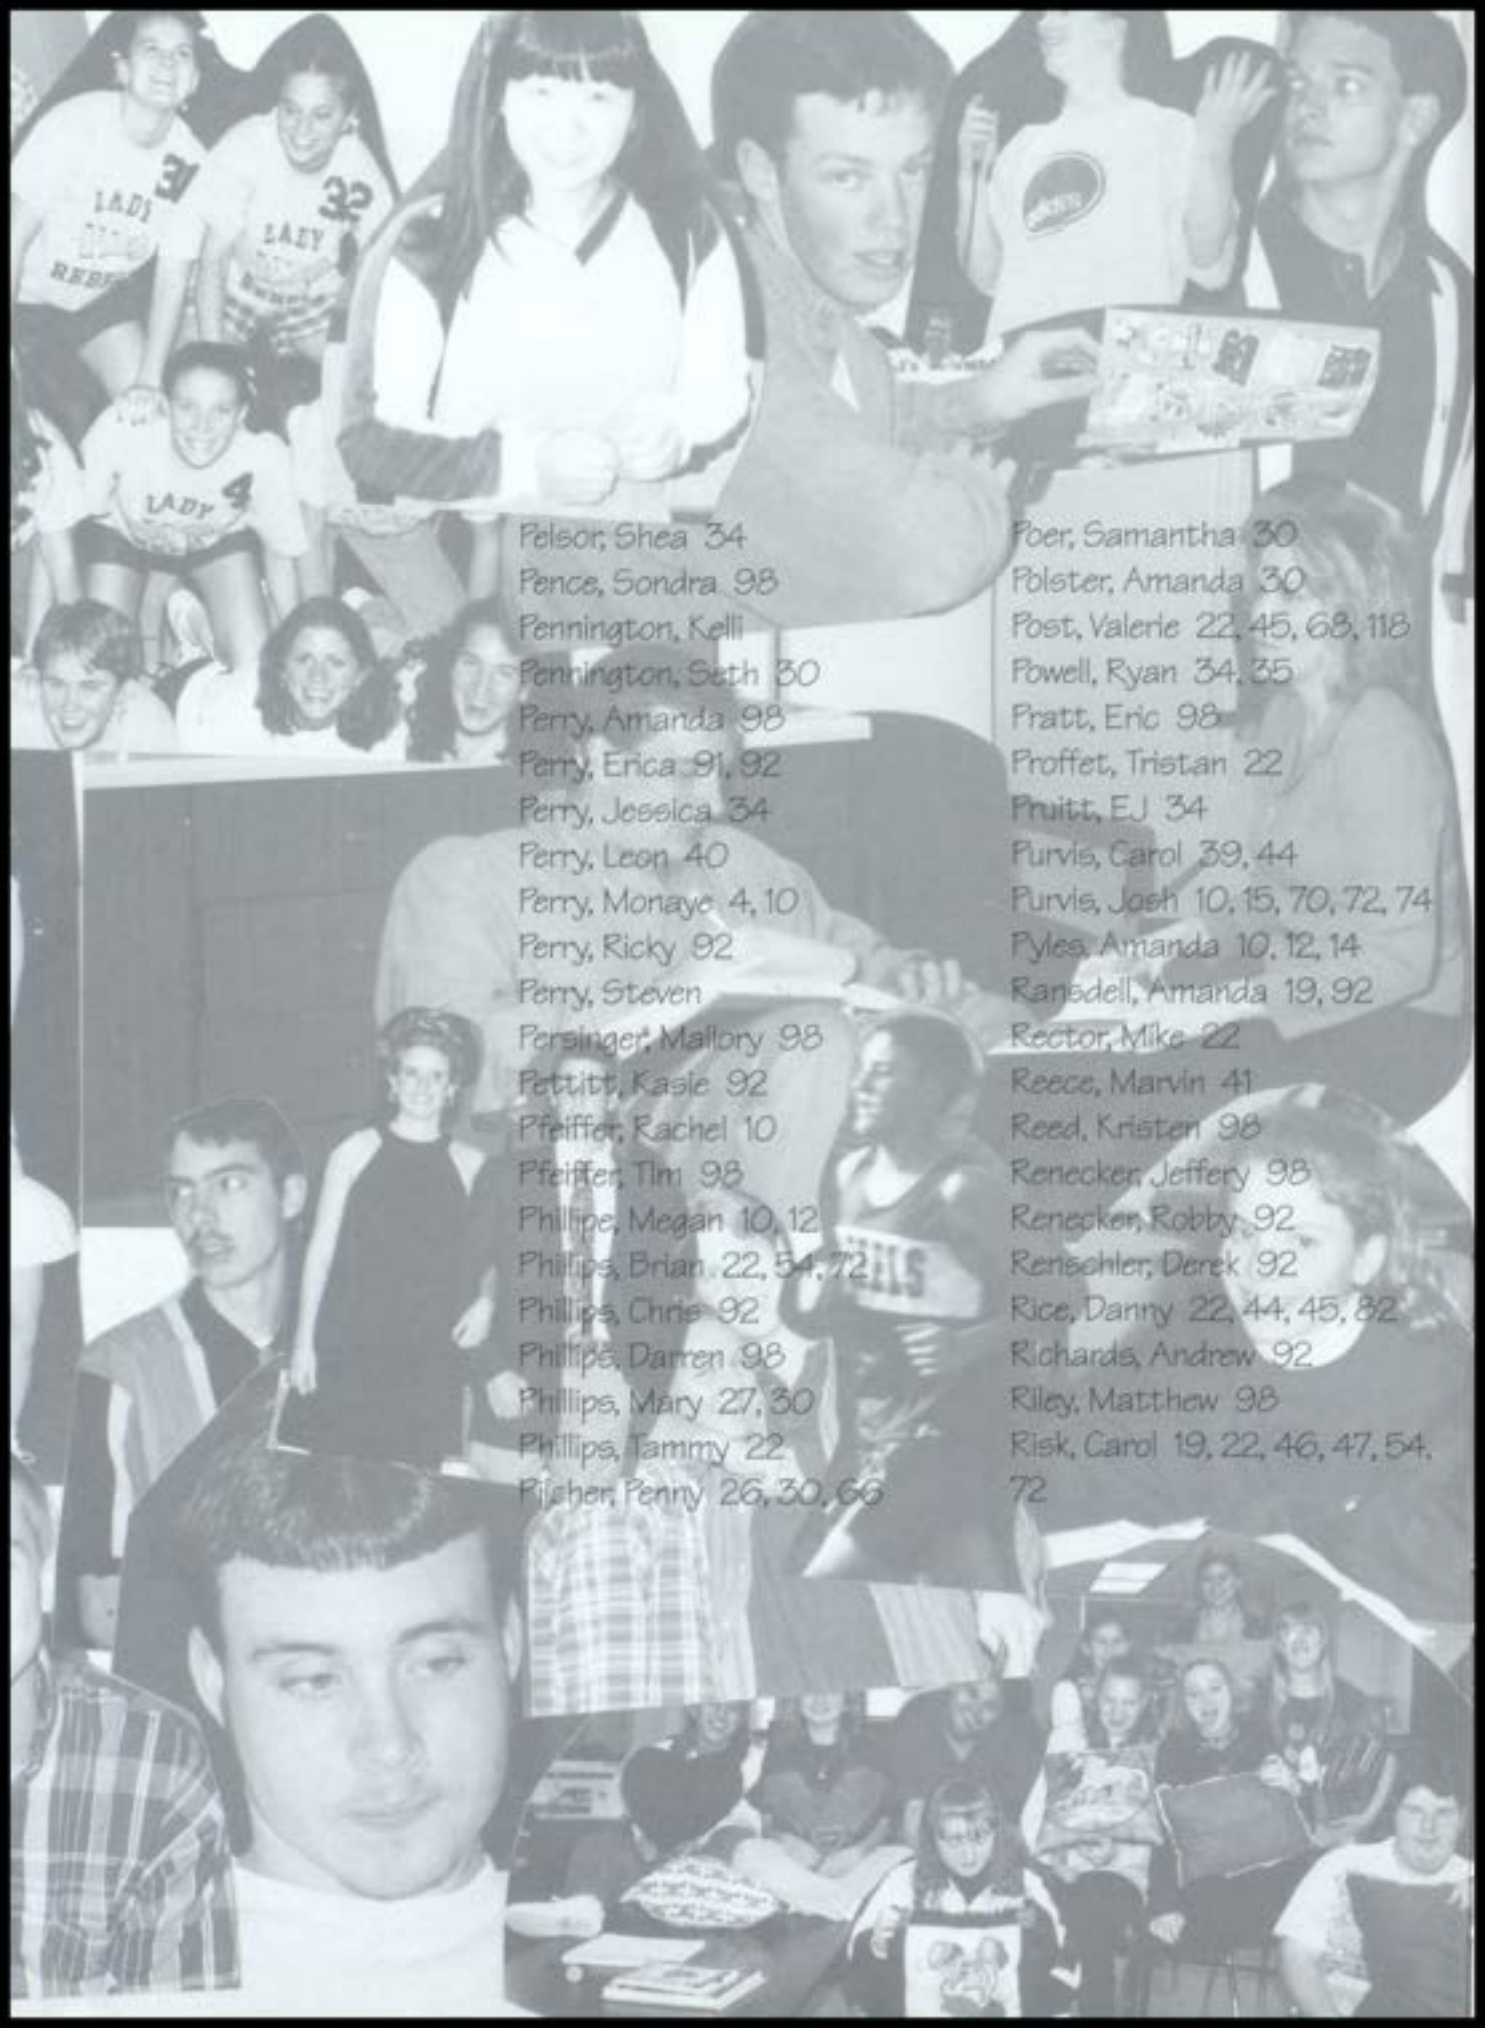 31
LADY
REBE
32
LADY
4
LADY
Pelsor, Shea 34
Pence, Sondra 98
Pennington, Kelli
Pennington, Seth 30
Perry, Amanda 98
Perry, Erica 91, 92
Perry, Jessica 34
Perry, Leon 40
Perry, Monaye 4, 10
Perry, Ricky 92
Perry, Steven
Persinger, Mallory 98
Pettitt, Kasie 92
Pfeiffer, Rachel 10
Pfeiffer, Tim 98
Phillipe, Megan 10, 12
Phillips, Brian 22, 54, 72
Phillips, Chris 92
Phillips, Darren 98
Phillips, Mary 27, 30
Phillips, Tammy 22
Pilcher, Penny 26, 30, 66
Poer, Samantha 30
Polster, Amanda 30
Post, Valerie 22, 45, 68, 118
Powell, Ryan 34, 35
Pratt, Eric 98
Proffet, Tristan 22
Pruitt, EJ 34
Purvis, Carol 39, 44
Purvis, Josh 10, 15, 70, 72, 74
Pyles, Amanda 10, 12, 14
Ransdell, Amanda 19, 92
Rector, Mike 22
Reece, Marvin 41
Reed, Kristen 98
Renecker, Jeffery 98
Renecker, Robby 92
Renschler, Derek 92
Rice, Danny 22, 44, 45, 82
Richards, Andrew 92
Riley, Matthew 98
Risk, Carol 19, 22, 46, 47, 54,
72
ELS